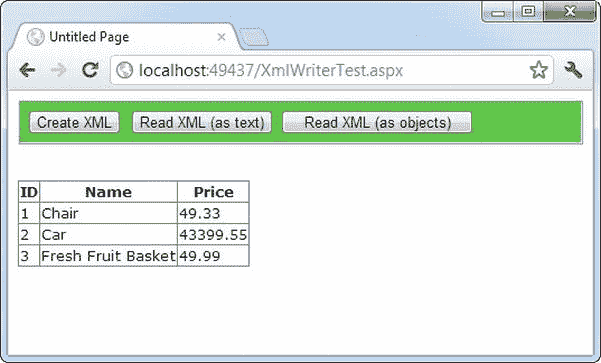 Untitled Page
localhost:49437/XmlWriterTest.aspx
Create XML Read XML (as text) Read XML (as objects)
ID Name Price
1 Chair 49.33
2 Car 43399.55
3 Fresh Fruit Basket 49.99